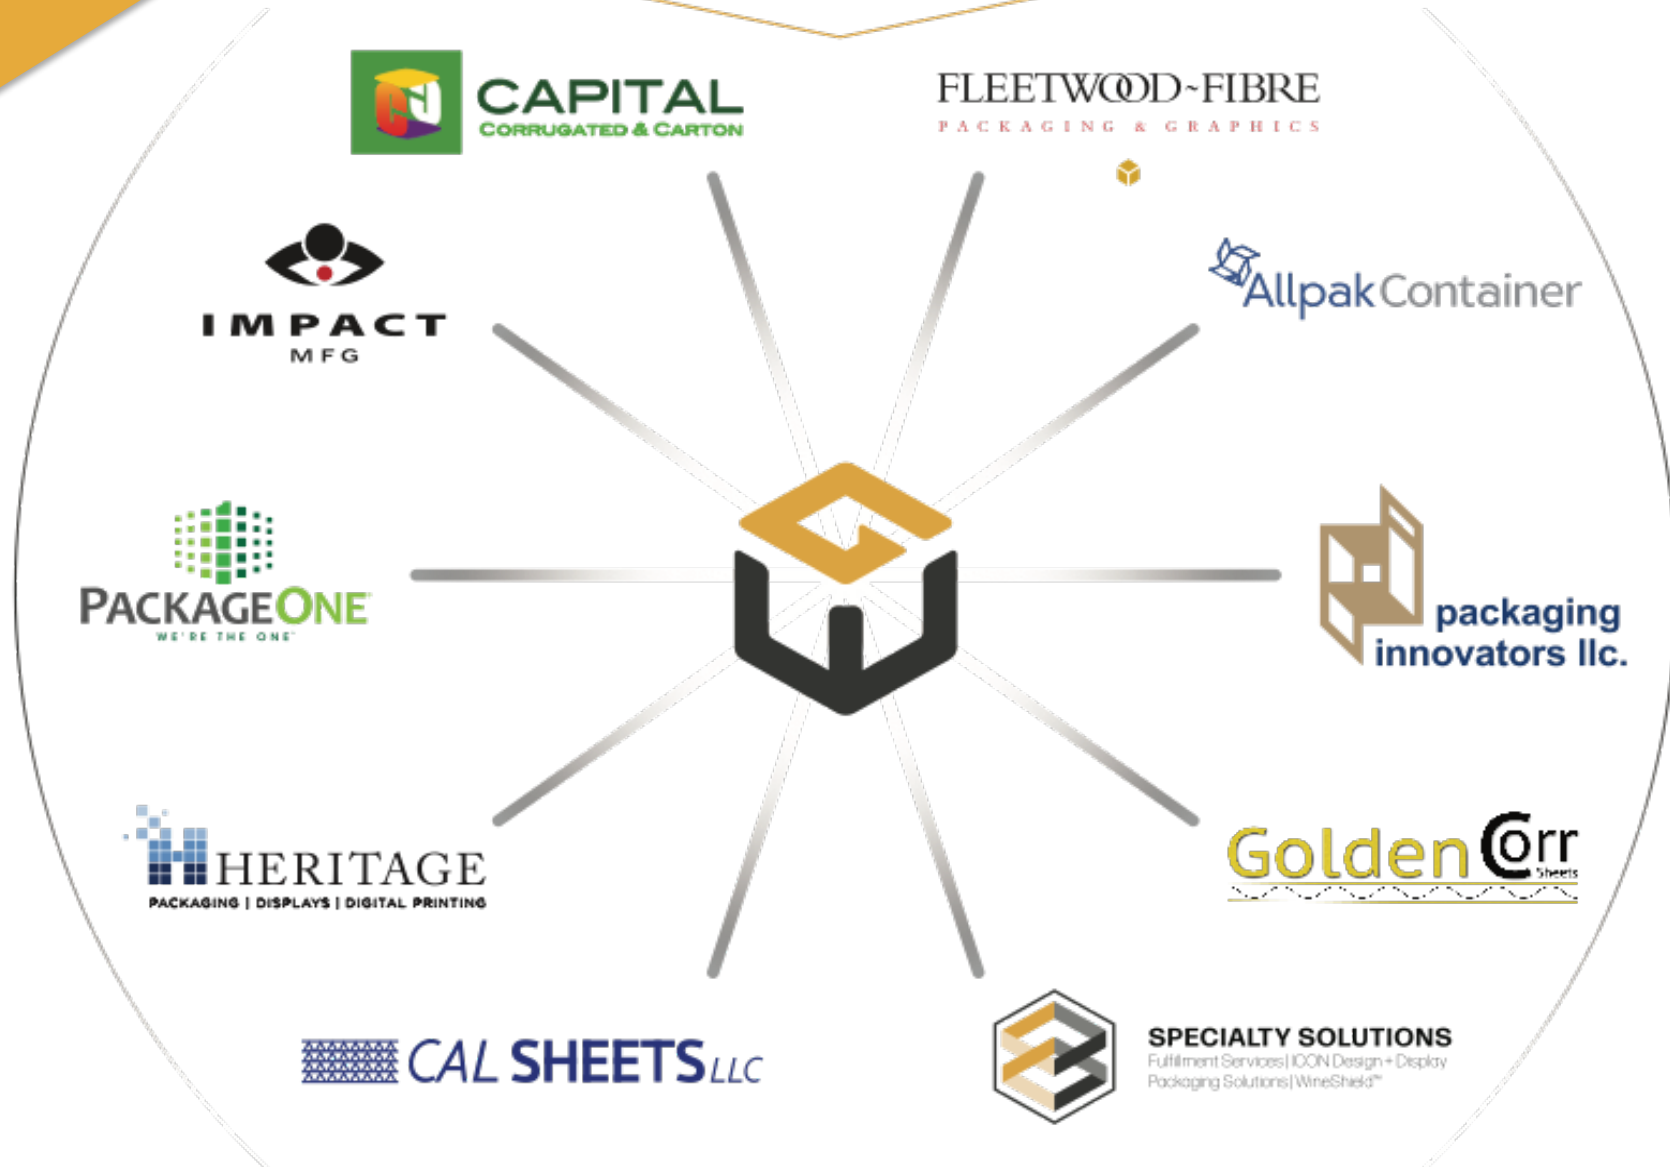 CAPITAL
CORRUGATED & CARTON
FLEETWOOD~FIBRE
PACKAGING & GRAPHICS
IMPACT
MFG
Allpak Container
PACKAGEONE
WE'RE THE ONE
packaging
innovators llc.
HERITAGE
PACKAGING | DISPLAYS | DIGITAL PRINTING
Golden Corr
Sheets
CAL SHEETS LLC
SPECIALTY SOLUTIONS
Fulfillment Services | ICON Design + Display
Packaging Solutions | WineShield™